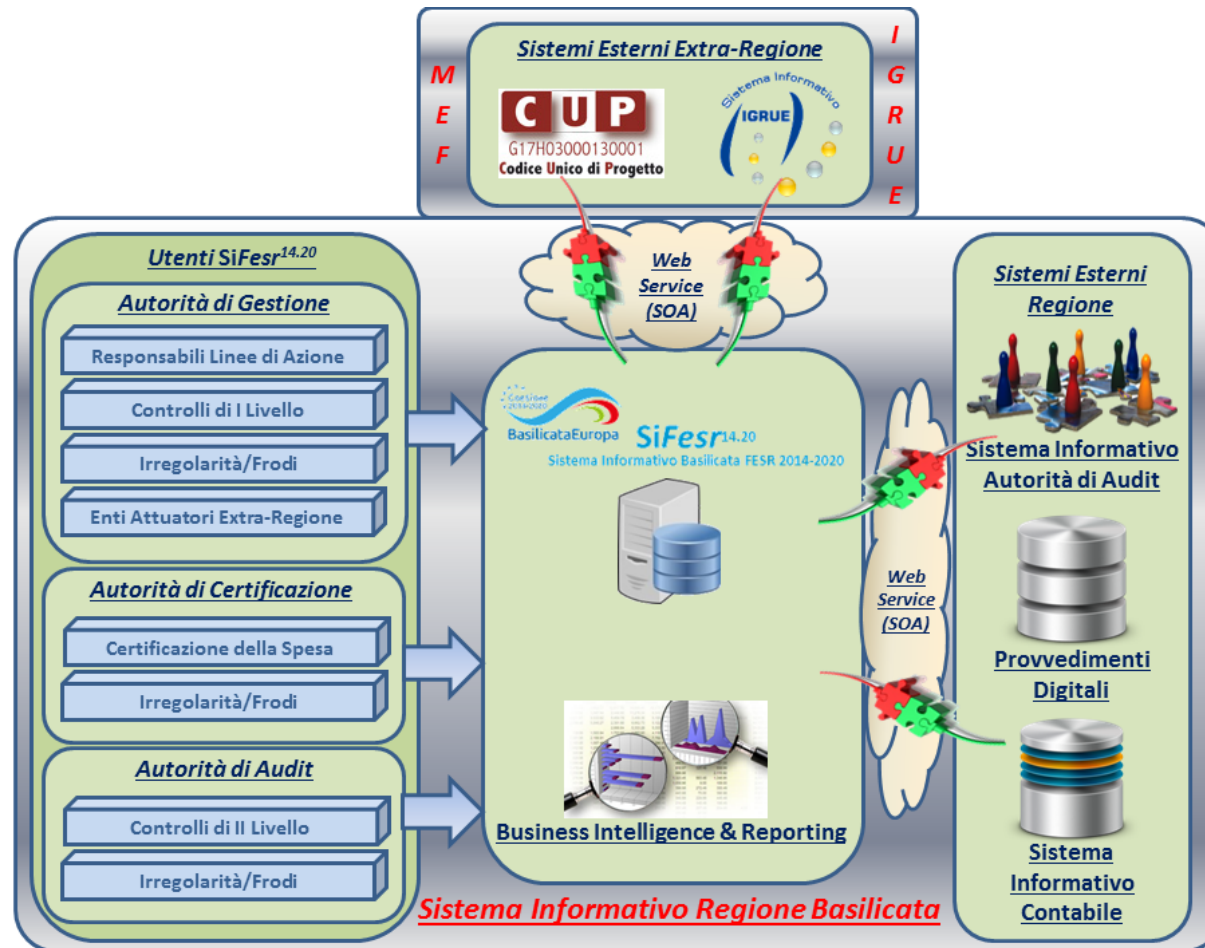 Sistemi Esterni Extra-Regione
M
E
F
I
G
R
U
E
CUP
G17H03000130001
Codice Unico di Progetto
Sistema Informativo
IGRUE
Utenti SiFesr14.20
Autorità di Gestione
Responsabili Linee di Azione
Controlli di I Livello
Irregolarità/Frodi
Enti Attuatori Extra-Regione
Autorità di Certificazione
Certificazione della Spesa
Irregolarità/Frodi
Autorità di Audit
Controlli di II Livello
Irregolarità/Frodi
Web
Service
(SOA)
BasilicataEuropa
SiFesr14.20
Sistema Informativo Basilicata FESR 2014-2020
Business Intelligence & Reporting
Web
Service
(SOA)
Sistemi Esterni
Regione
Sistema Informativo
Autorità di Audit
Provvedimenti
Digitali
Sistema
Informativo
Contabile
Sistema Informativo Regione Basilicata